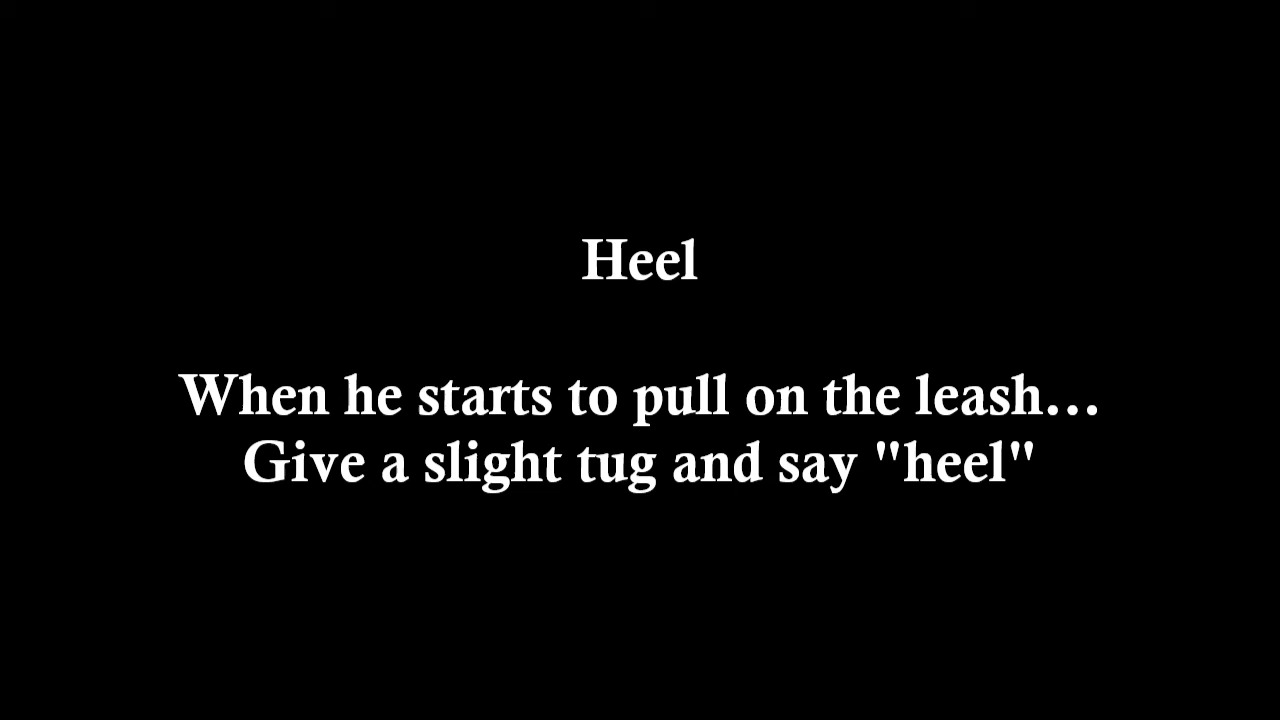 Heel
When he starts to pull on the leash...
Give a slight tug and say "heel"